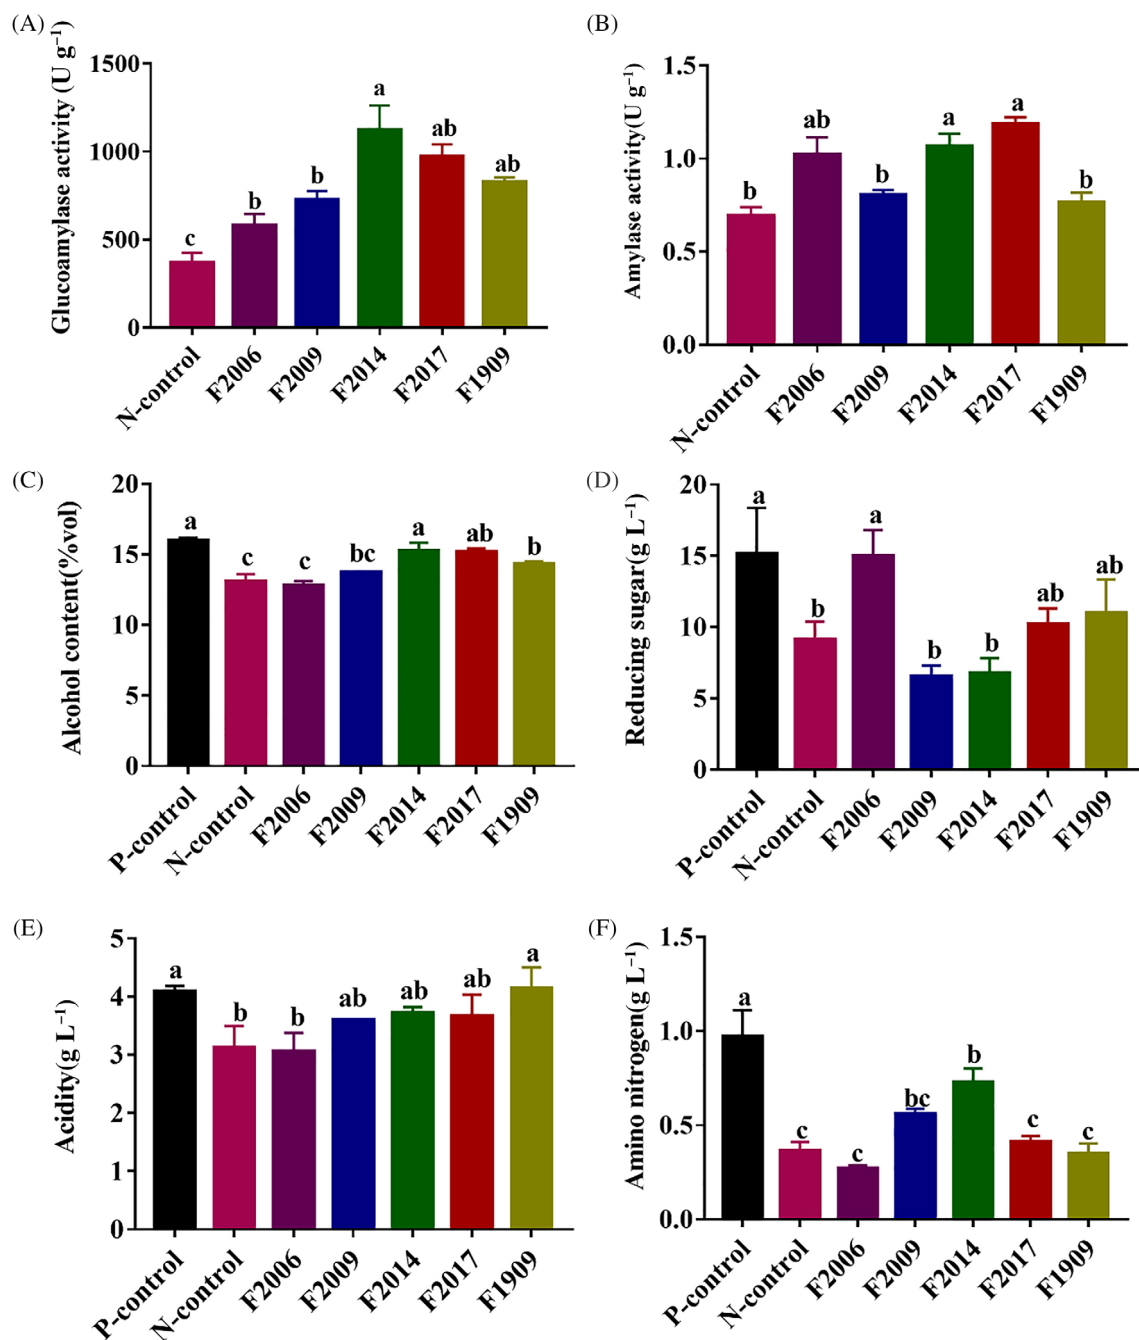 (A)
Glucoamylase activity (U g⁻¹)
1500
1000
500
0
c
b
b
a
ab
ab
N-control
F2006
F2009
F2014
F2017
F1909
(B)
Amylase activity(U g⁻¹)
1.5
1.0
0.5
0.0
b
ab
b
a
a
b
N-control
F2006
F2009
F2014
F2017
F1909
(C)
Alcohol content(%vol)
20
15
10
5
0
a
c
c
bc
a
ab
b
P-control
N-control
F2006
F2009
F2014
F2017
F1909
(D)
Reducing sugar(g L⁻¹)
20
15
10
5
0
a
b
a
b
b
ab
ab
P-control
N-control
F2006
F2009
F2014
F2017
F1909
(E)
Acidity(g L⁻¹)
5
4
3
2
1
0
a
b
b
ab
ab
ab
a
P-control
N-control
F2006
F2009
F2014
F2017
F1909
(F)
Amino nitrogen(g L⁻¹)
1.5
1.0
0.5
0.0
a
c
c
bc
b
c
c
P-control
N-control
F2006
F2009
F2014
F2017
F1909